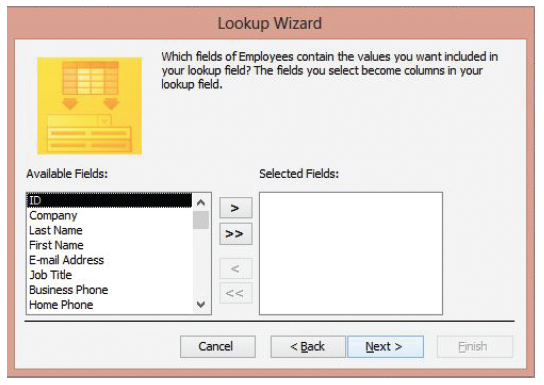 Lookup Wizard
Which fields of Employees contain the values you want included in
your lookup field? The fields you select become columns in your
lookup field.
Available Fields:
Selected Fields:
ID
Company
Last Name
First Name
E-mail Address
Job Title
Business Phone
Home Phone
>
>>
<
<<
Cancel
< Back
Next >
Finish